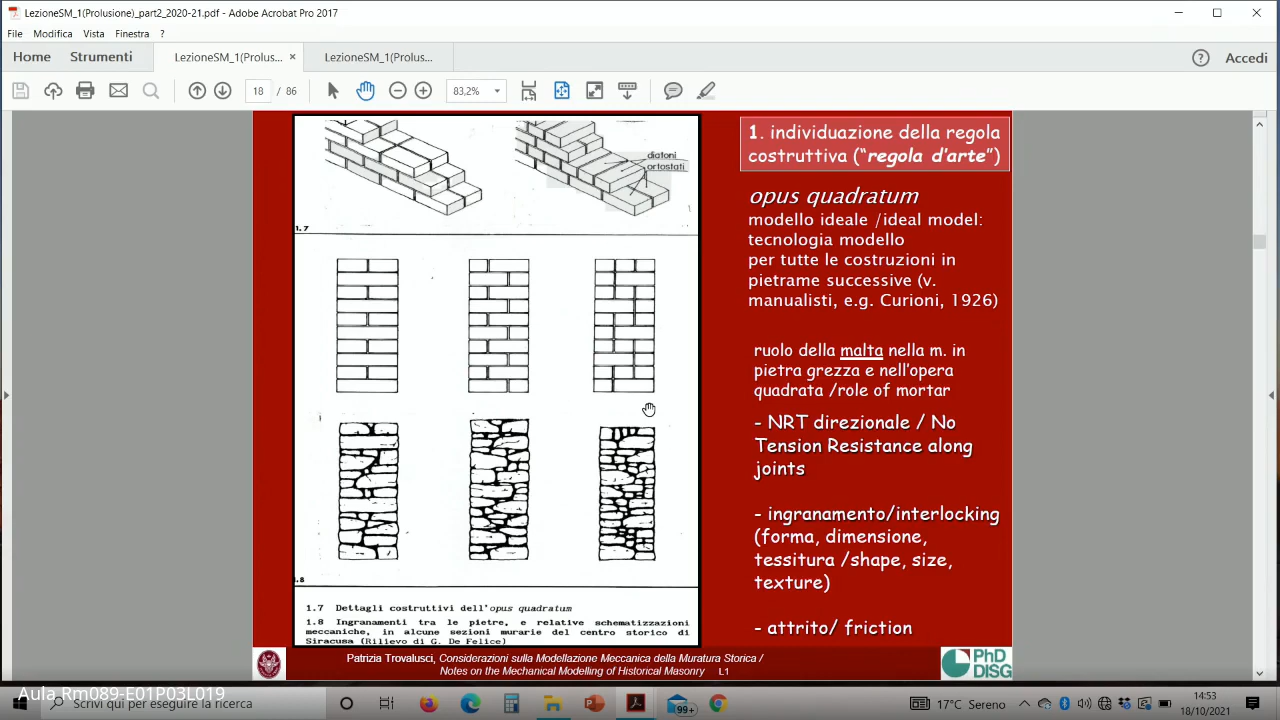 LezioneSM_1(Prolusione)_part2_2020-21.pdf - Adobe Acrobat Pro 2017
File Modifica Vista Finestra ?
Home Strumenti LezioneSM_1(Prolus... × LezioneSM_1(Prolus... ? Accedi
18 / 86 83,2%
diatoni
ortostati
1.7
1.8
1.7 Dettagli costruttivi dell'opus quadratum
1.8 Ingranamenti tra le pietre, e relative schematizzazioni
meccaniche, in alcune sezioni murarie del centro storico di
Siracusa (Rilievo di G. De Felice)
1. individuazione della regola
costruttiva (“regola d’arte”)
opus quadratum
modello ideale /ideal model:
tecnologia modello
per tutte le costruzioni in
pietrame successive (v.
manualisti, e.g. Curioni, 1926)
ruolo della malta nella m. in
pietra grezza e nell’opera
quadrata /role of mortar
- NRT direzionale / No
Tension Resistance along
joints
- ingranamento/interlocking
(forma, dimensione,
tessitura /shape, size,
texture)
- attrito/ friction
Patrizia Trovalusci, Considerazioni sulla Modellazione Meccanica della Muratura Storica /
Notes on the Mechanical Modelling of Historical Masonry L1
PhD
DISG
Aula Rm089-E01P03L019
Scrivi qui per eseguire la ricerca
99+
17°C Sereno
14:53
18/10/2021